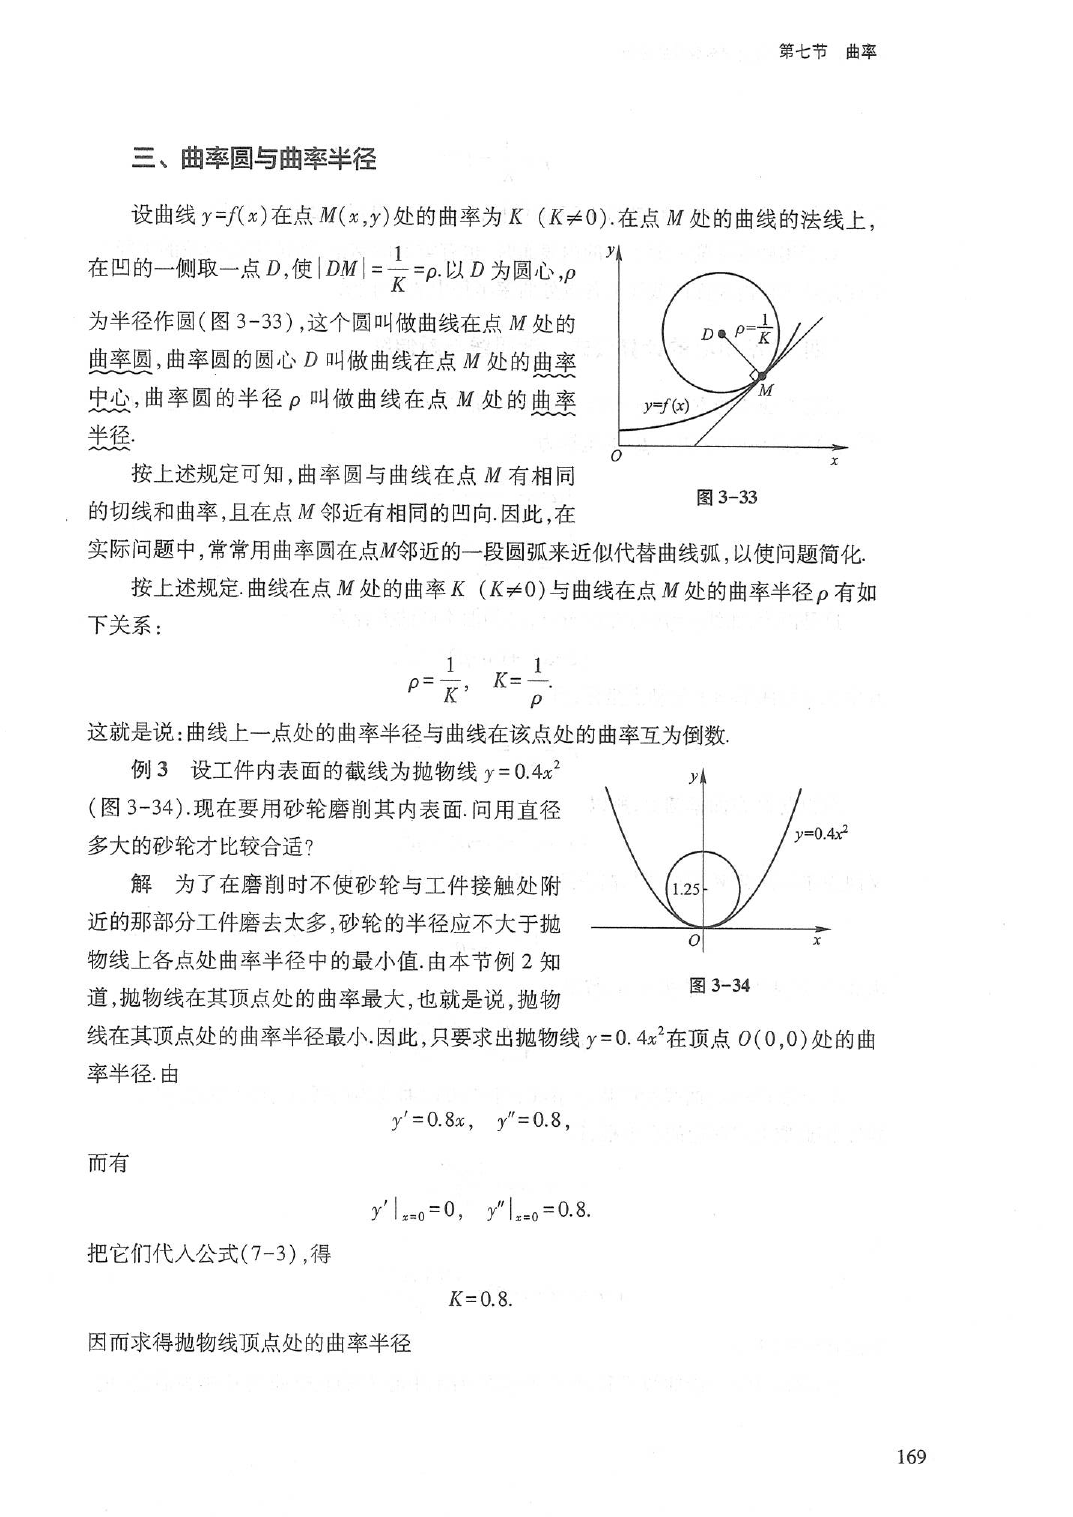 第七节 曲率
三、曲率圆与曲率半径
设曲线 y=f(x)在点 M(x,y)处的曲率为 K (K≠0).在点 M 处的曲线的法线上,
在凹的一侧取一点 D,使|DM|=1/K=ρ.以 D 为圆心,ρ
为半径作圆(图 3-33),这个圆叫做曲线在点 M 处的
曲率圆,曲率圆的圆心 D 叫做曲线在点 M 处的曲率
中心,曲率圆的半径 ρ 叫做曲线在点 M 处的曲率
半径.
y
D
ρ=1/K
M
y=f(x)
O
x
图 3-33
按上述规定可知,曲率圆与曲线在点 M 有相同
的切线和曲率,且在点 M 邻近有相同的凹向.因此,在
实际问题中,常常用曲率圆在点M邻近的一段圆弧来近似代替曲线弧,以使问题简化.
按上述规定.曲线在点 M 处的曲率 K (K≠0)与曲线在点 M 处的曲率半径 ρ 有如
下关系:
ρ=1/K, K=1/ρ.
这就是说:曲线上一点处的曲率半径与曲线在该点处的曲率互为倒数.
例 3 设工件内表面的截线为抛物线 y=0.4x²
(图 3-34).现在要用砂轮磨削其内表面.问用直径
多大的砂轮才比较合适?
解 为了在磨削时不使砂轮与工件接触处附
近的那部分工件磨去太多,砂轮的半径应不大于抛
物线上各点处曲率半径中的最小值.由本节例 2 知
道,抛物线在其顶点处的曲率最大,也就是说,抛物
y
y=0.4x²
1.25
O
x
图 3-34
线在其顶点处的曲率半径最小.因此,只要求出抛物线 y=0.4x²在顶点 O(0,0)处的曲
率半径.由
y′=0.8x, y″=0.8,
而有
y′|x=0=0, y″|x=0=0.8.
把它们代入公式(7-3),得
K=0.8.
因而求得抛物线顶点处的曲率半径
169